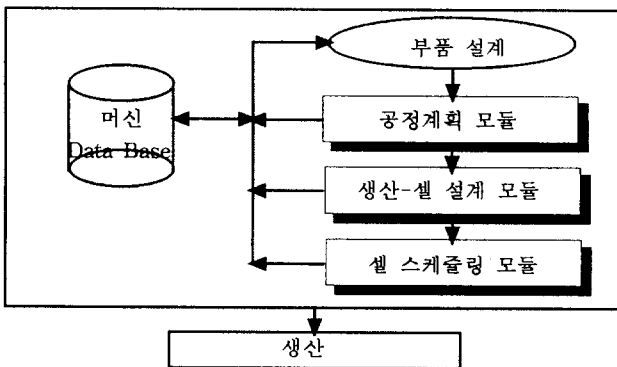 부품 설계
머신
Data Base
공정계획 모듈
생산-셀 설계 모듈
셀 스케쥴링 모듈
생산